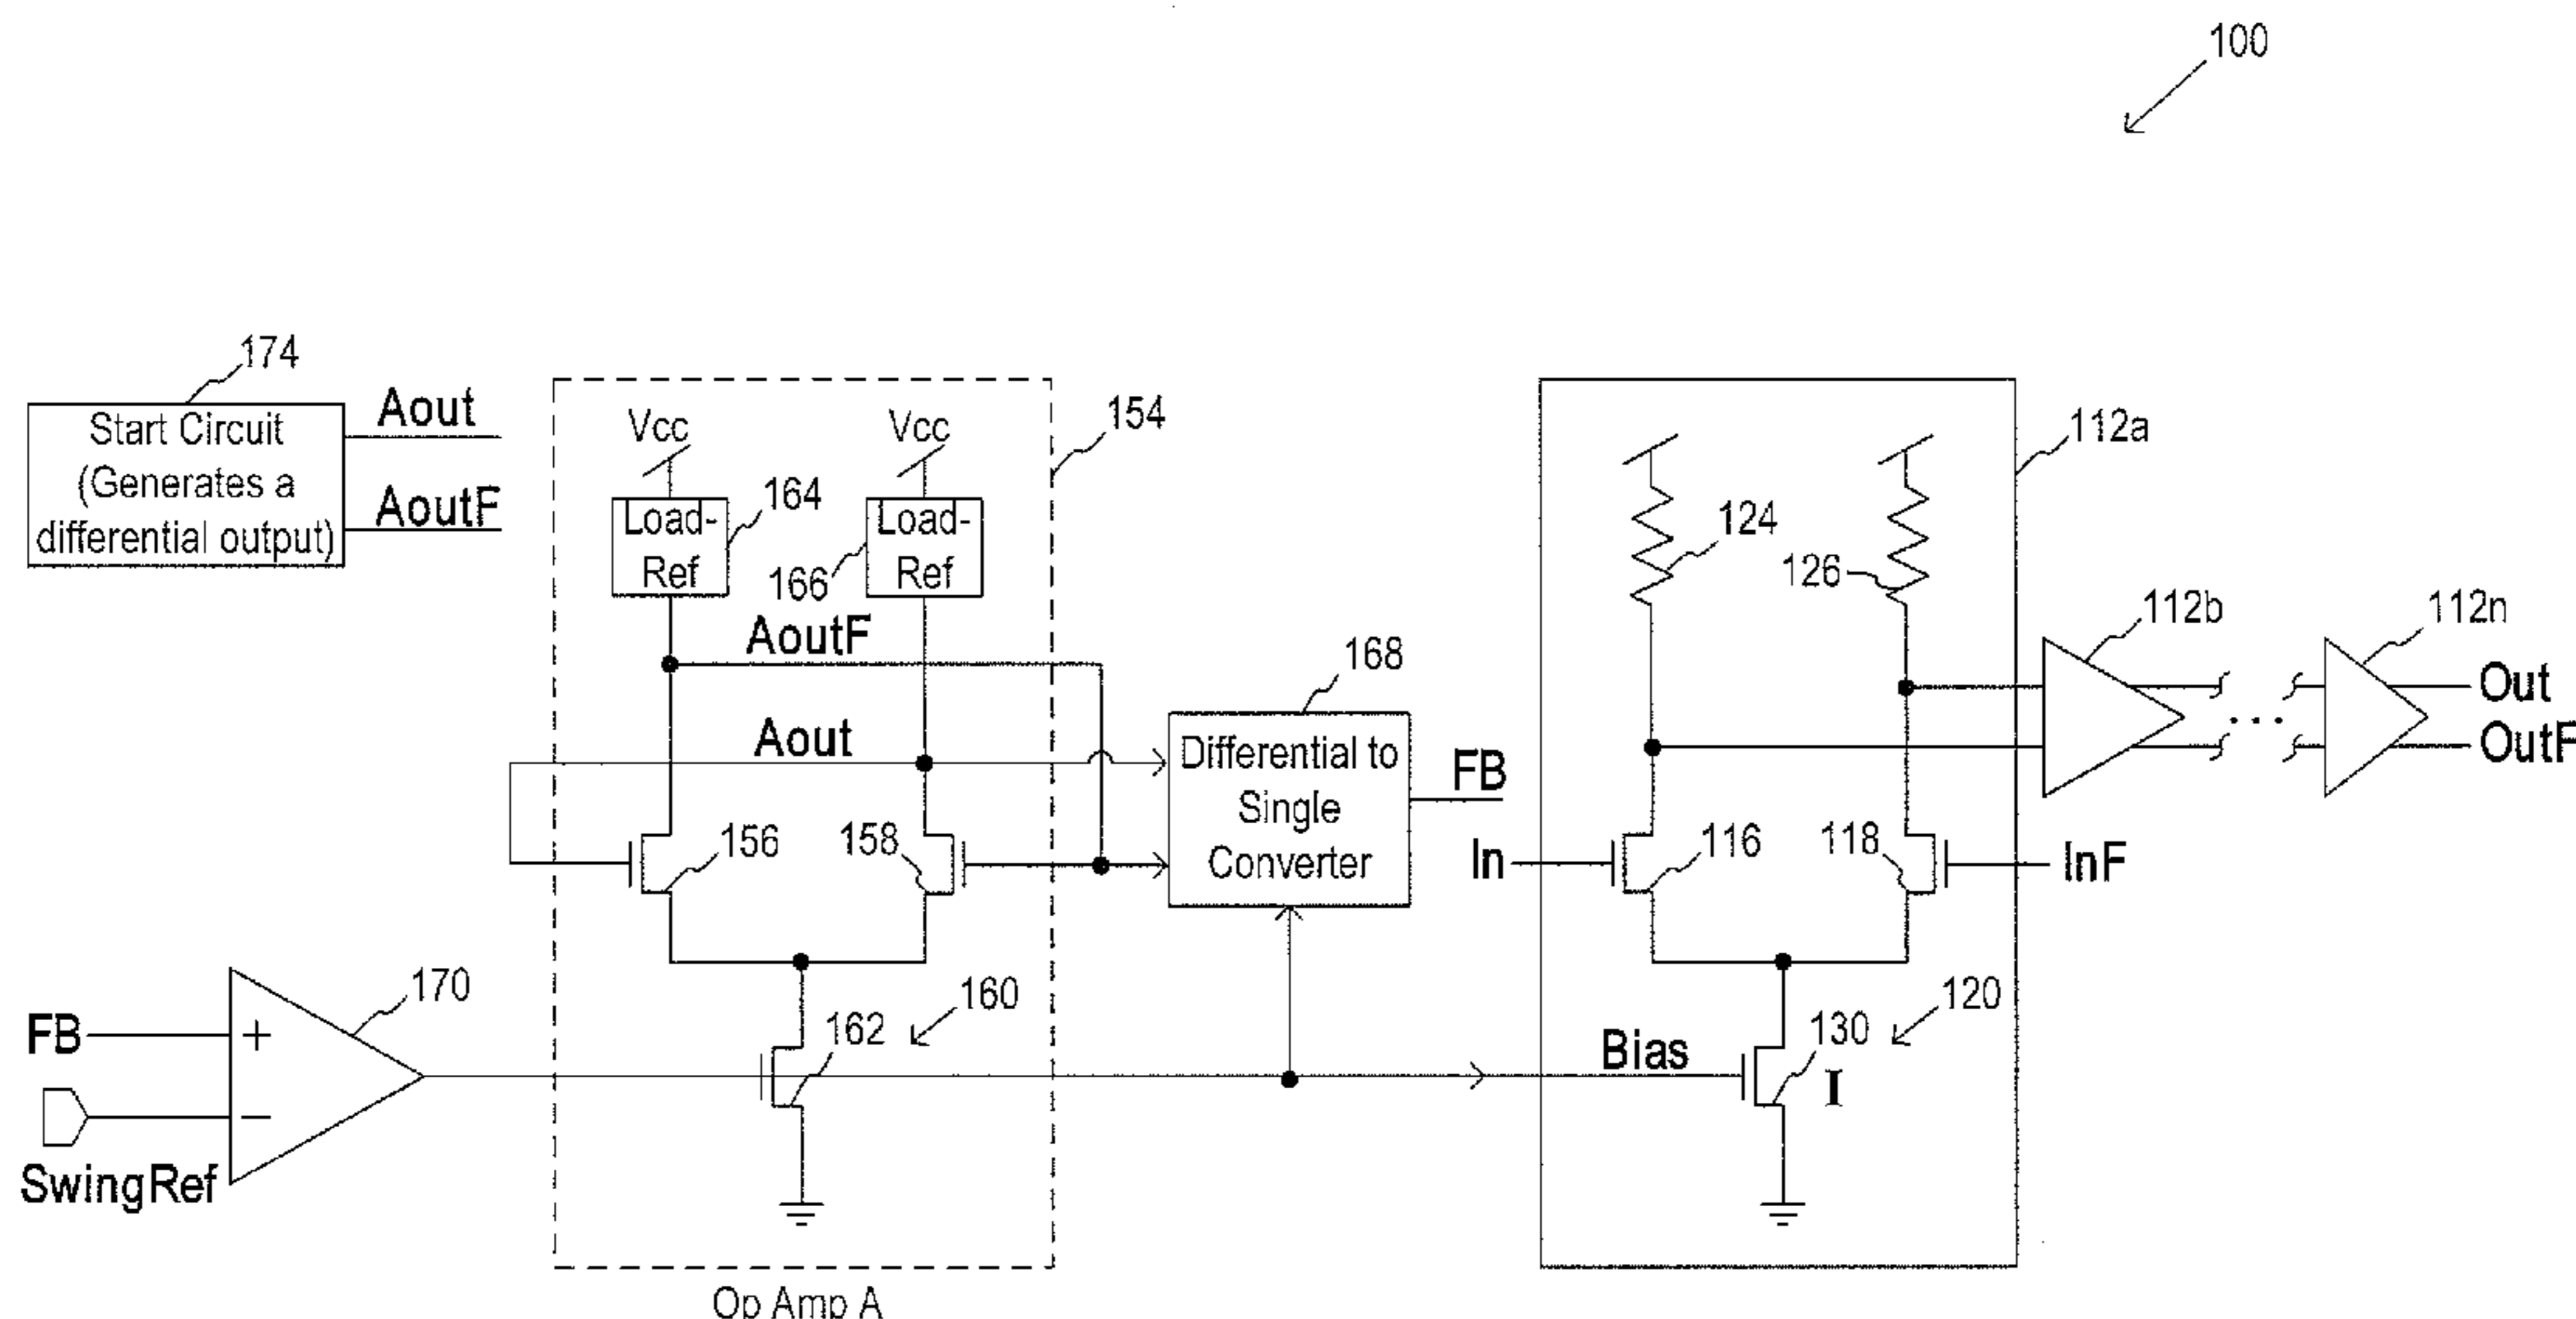 100
174
Start Circuit
(Generates a
differential output)
Aout
AoutF
154
Vcc
Vcc
Load-
Ref
164
Load-
Ref
166
AoutF
Aout
156
158
160
162
Op Amp A
168
Differential to
Single
Converter
FB
FB
+
−
SwingRef
170
Bias
112a
124
126
In
116
118
InF
120
130
I
112b
112n
...
Out
OutF